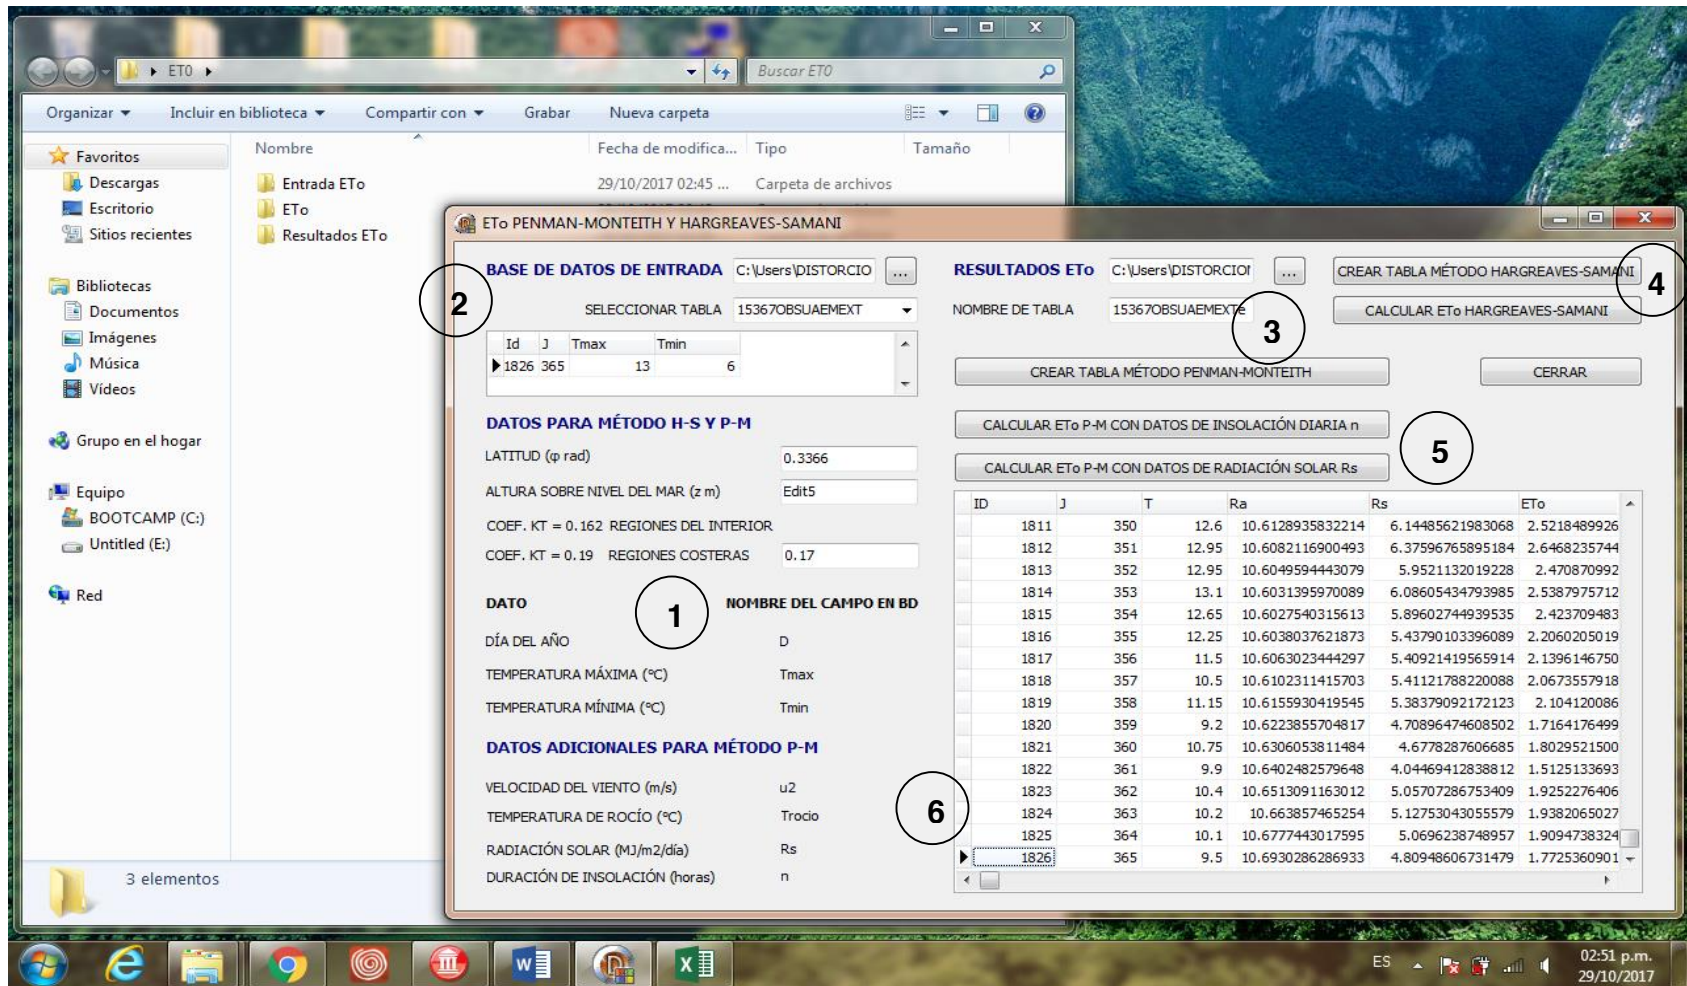 ET0
Buscar ET0
Organizar Incluir en biblioteca Compartir con Grabar Nueva carpeta
Nombre Fecha de modifica... Tipo Tamaño
Favoritos
Descargas
Escritorio
Sitios recientes
Bibliotecas
Documentos
Imágenes
Música
Vídeos
Grupo en el hogar
Equipo
BOOTCAMP (C:)
Untitled (E:)
Red
Entrada ETo 29/10/2017 02:45 ... Carpeta de archivos
ETo
Resultados ETo
3 elementos
ETo PENMAN-MONTEITH Y HARGREAVES-SAMANI
BASE DE DATOS DE ENTRADA C:\Users\DISTORCIO ...
2
SELECCIONAR TABLA 15367OBSUAEMEXT
Id J Tmax Tmin
1826 365 13 6
DATOS PARA MÉTODO H-S Y P-M
LATITUD (φ rad) 0.3366
ALTURA SOBRE NIVEL DEL MAR (z m) Edit5
COEF. KT = 0.162 REGIONES DEL INTERIOR
COEF. KT = 0.19 REGIONES COSTERAS 0.17
1
DATO NOMBRE DEL CAMPO EN BD
DÍA DEL AÑO D
TEMPERATURA MÁXIMA (ºC) Tmax
TEMPERATURA MÍNIMA (ºC) Tmin
DATOS ADICIONALES PARA MÉTODO P-M
VELOCIDAD DEL VIENTO (m/s) u2
TEMPERATURA DE ROCÍO (ºC) Trocio
RADIACIÓN SOLAR (MJ/m2/día) Rs
DURACIÓN DE INSOLACIÓN (horas) n
RESULTADOS ETo C:\Users\DISTORCIOI ... CREAR TABLA MÉTODO HARGREAVES-SAMANI
4
NOMBRE DE TABLA 15367OBSUAEMEXTe CALCULAR ETo HARGREAVES-SAMANI
3
CREAR TABLA MÉTODO PENMAN-MONTEITH CERRAR
CALCULAR ETo P-M CON DATOS DE INSOLACIÓN DIARIA n
5
CALCULAR ETo P-M CON DATOS DE RADIACIÓN SOLAR Rs
6
ID J T Ra Rs ETo
1811 350 12.6 10.6128935832214 6.14485621983068 2.5218489926
1812 351 12.95 10.6082116900493 6.37596765895184 2.6468235744
1813 352 12.95 10.6049594443079 5.9521132019228 2.470870992
1814 353 13.1 10.6031395970089 6.08605434793985 2.5387975712
1815 354 12.65 10.60275403​15613 5.89602744939535 2.423709483
1816 355 12.25 10.6038037621873 5.43790103396089 2.2060205019
1817 356 11.5 10.6063023444297 5.40921419565914 2.1396146750
1818 357 10.5 10.6102311415703 5.41121788220088 2.0673557918
1819 358 11.15 10.6155930419545 5.38379092172123 2.104120086
1820 359 9.2 10.6223855704817 4.70896474608502 1.7164176499
1821 360 10.75 10.6306053811484 4.6778287606685 1.8029521500
1822 361 9.9 10.6402482579648 4.04469412838812 1.5125133693
1823 362 10.4 10.6513091163012 5.05707286753409 1.9252276406
1824 363 10.2 10.663857465254 5.12753043055579 1.9382065027
1825 364 10.1 10.6777443017595 5.06962387​48957 1.9094738324
1826 365 9.5 10.6930286286933 4.80948606731479 1.7725360901
ES 02:51 p.m.
29/10/2017